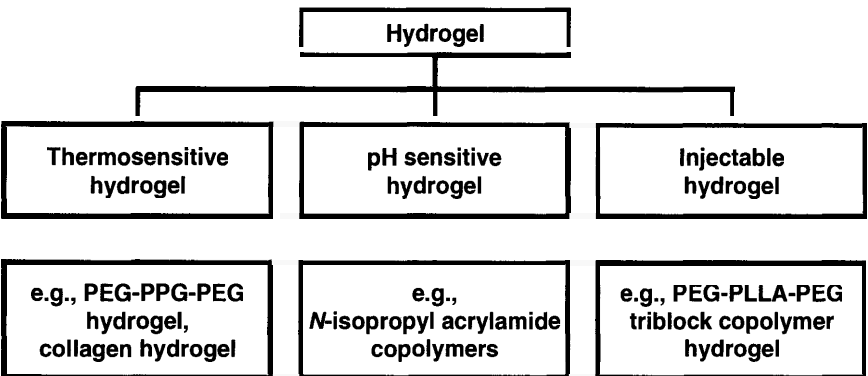 Hydrogel
Thermosensitive
hydrogel
pH sensitive
hydrogel
Injectable
hydrogel
e.g., PEG-PPG-PEG
hydrogel,
collagen hydrogel
e.g.,
N-isopropyl acrylamide
copolymers
e.g., PEG-PLLA-PEG
triblock copolymer
hydrogel